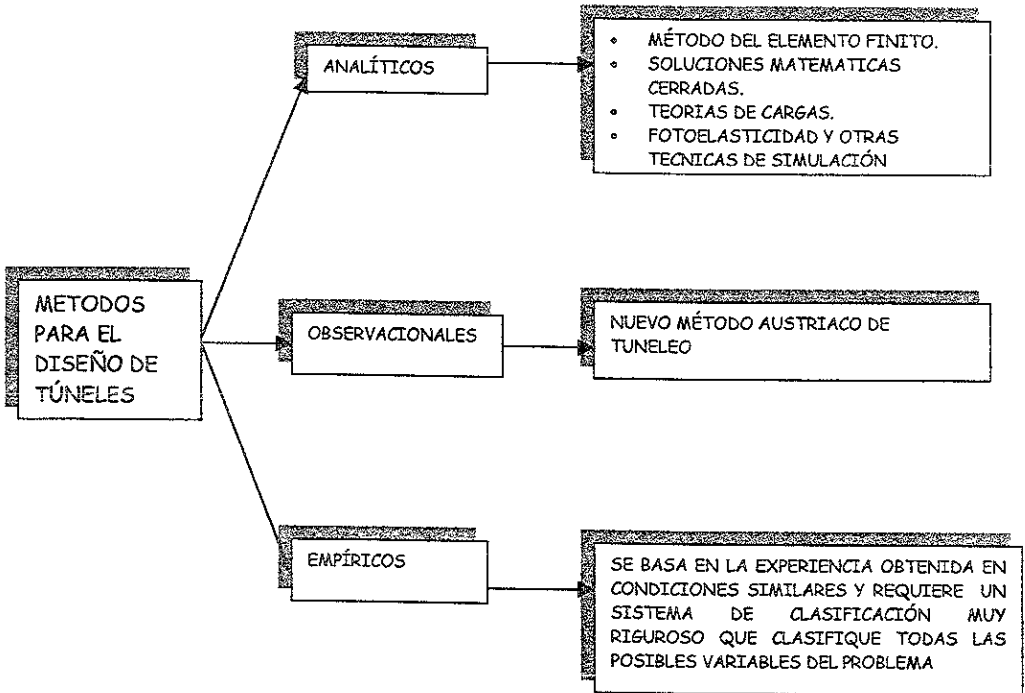 METODOS
PARA EL
DISEÑO DE
TÚNELES
ANALÍTICOS
• MÉTODO DEL ELEMENTO FINITO.
• SOLUCIONES MATEMATICAS
CERRADAS.
• TEORIAS DE CARGAS.
• FOTOELASTICIDAD Y OTRAS
TECNICAS DE SIMULACIÓN
OBSERVACIONALES
NUEVO MÉTODO AUSTRIACO DE
TUNELEO
EMPÍRICOS
SE BASA EN LA EXPERIENCIA OBTENIDA EN
CONDICIONES SIMILARES Y REQUIERE UN
SISTEMA DE CLASIFICACIÓN MUY
RIGUROSO QUE CLASIFIQUE TODAS LAS
POSIBLES VARIABLES DEL PROBLEMA